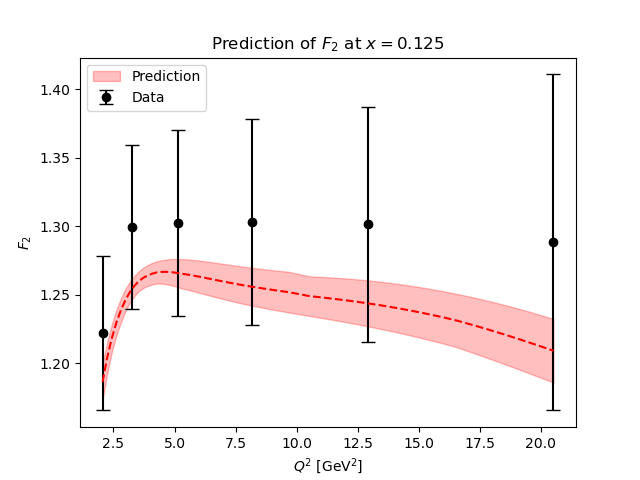 Prediction of F₂ at x = 0.125
Prediction
Data
1.40
1.35
1.30
1.25
1.20
F₂
2.5 5.0 7.5 10.0 12.5 15.0 17.5 20.0
Q² [GeV²]